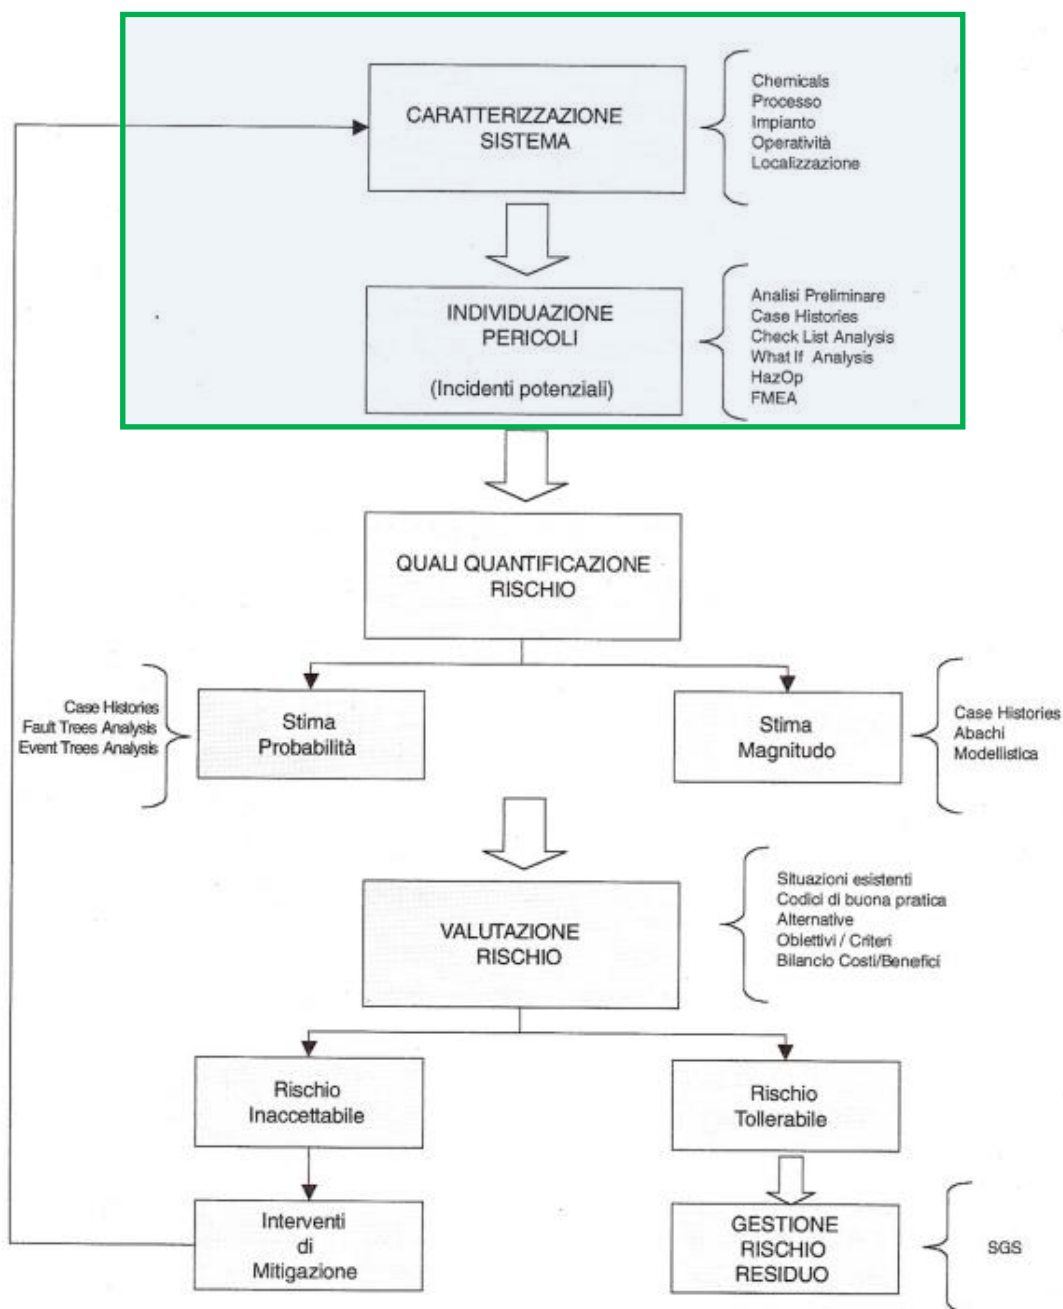 CARATTERIZZAZIONE
SISTEMA
Chemicals
Processo
Impianto
Operatività
Localizzazione
INDIVIDUAZIONE
PERICOLI
(Incidenti potenziali)
Analisi Preliminare
Case Histories
Check List Analysis
What If Analysis
HazOp
FMEA
QUALI QUANTIFICAZIONE
RISCHIO
Case Histories
Fault Trees Analysis
Event Trees Analysis
Stima
Probabilità
Stima
Magnitudo
Case Histories
Abachi
Modellistica
VALUTAZIONE
RISCHIO
Situazioni esistenti
Codici di buona pratica
Alternative
Obiettivi / Criteri
Bilancio Costi/Benefici
Rischio
Inaccettabile
Rischio
Tollerabile
Interventi
di
Mitigazione
GESTIONE
RISCHIO
RESIDUO
SGS